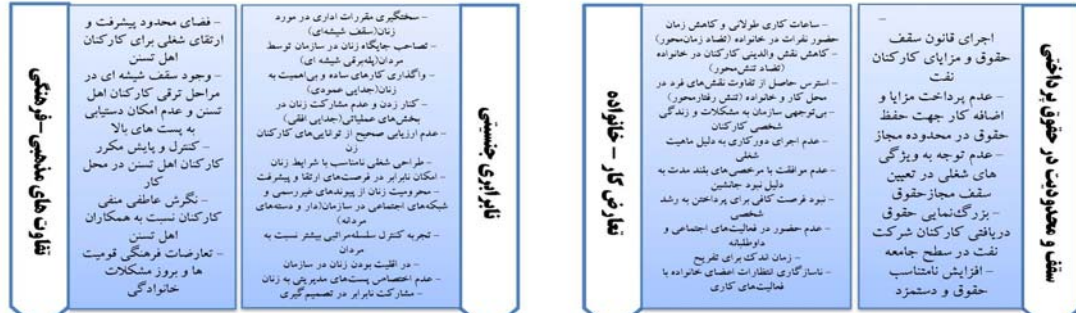 سقف و محدودیت در حقوق پرداختی
اجرای قانون سقف
حقوق و مزایای کارکنان
نفت
– عدم پرداخت مزایا و
اضافه کار جهت حفظ
حقوق در محدوده مجاز
– عدم توجه به ویژگی
های شغلی در تعیین
سقف مجازحقوق
– بزرگ‌نمایی حقوق
دریافتی کارکنان شرکت
نفت در سطح جامعه
– افزایش نامتناسب
حقوق و دستمزد
تعارض کار – خانواده
– ساعات کاری طولانی و کاهش زمان
حضور نفرات در خانواده (تضاد زمان‌محور)
– کاهش نقش والدینی کارکنان در خانواده
(تضاد تنش‌محور)
– استرس حاصل از تفاوت نقش‌های فرد در
محل کار و خانواده (تنش رفتارمحور)
– بی‌توجهی سازمان به مشکلات و زندگی
شخصی کارکنان
– عدم اجرای دورکاری به دلیل ماهیت
شغلی
– عدم موافقت با مرخصی‌های بلند مدت به
دلیل نبود جانشین
– نبود فرصت کافی برای پرداختن به رشد
شخصی
– عدم حضور در فعالیت‌های اجتماعی و
داوطلبانه
– زمان اندک برای تفریح
– ناسازگاری انتظارات اعضای خانواده با
فعالیت‌های کاری
نابرابری جنسیتی
– سختگیری مقررات اداری در مورد
زنان(سقف شیشه‌ای)
– تصاحب جایگاه زنان در سازمان توسط
مردان(پله‌برقی شیشه ای)
– واگذاری کارهای ساده و بی‌اهمیت به
زنان(جدایی عمودی)
– کنار زدن و عدم مشارکت زنان در
بخش‌های عملیاتی(جدایی افقی)
– عدم ارزیابی صحیح از توانایی‌های کارکنان
زن
– طراحی شغلی نامناسب با شرایط زنان
– امکان نابرابر در فرصت‌های ارتقا و پیشرفت
– محرومیت زنان از پیوندهای غیررسمی و
شبکه‌های اجتماعی در سازمان(دار و دسته‌های
مردانه)
– تجربه کنترل سلسله‌مراتبی بیشتر نسبت به
مردان
– در اقلیت بودن زنان در سازمان
– عدم اختصاص پست‌های مدیریتی به زنان
– مشارکت نابرابر در تصمیم‌گیری
تفاوت های مذهبی–فرهنگی
– فضای محدود پیشرفت و
ارتقای شغلی برای کارکنان
اهل تسنن
– وجود سقف شیشه ای در
مراحل ترقی کارکنان اهل
تسنن و عدم امکان دستیابی
به پست های بالا
– کنترل و پایش مکرر
کارکنان اهل تسنن در محل
کار
– نگرش عاطفی منفی
کارکنان نسبت به همکاران
اهل تسنن
– تعارضات فرهنگی قومیت
ها و بروز مشکلات
خانوادگی